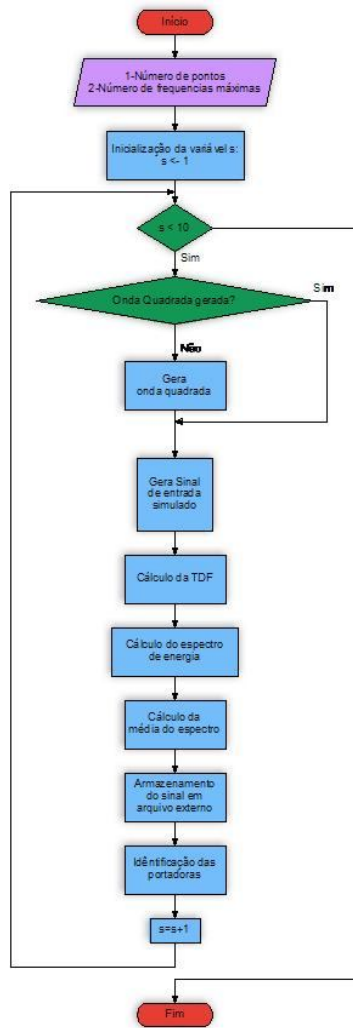 Início
1-Número de pontos
2-Número de frequencias máximas
Inicialização da variável s:
s <- 1
s < 10
Sim
Onda Quadrada gerada?
Sim
Não
Gera
onda quadrada
Gera Sinal
de entrada
simulado
Cálculo da TDF
Cálculo do espectro
de energia
Cálculo da
média do espectro
Armazenamento
do sinal em
arquivo externo
Identificação das
portadoras
s=s+1
Fim